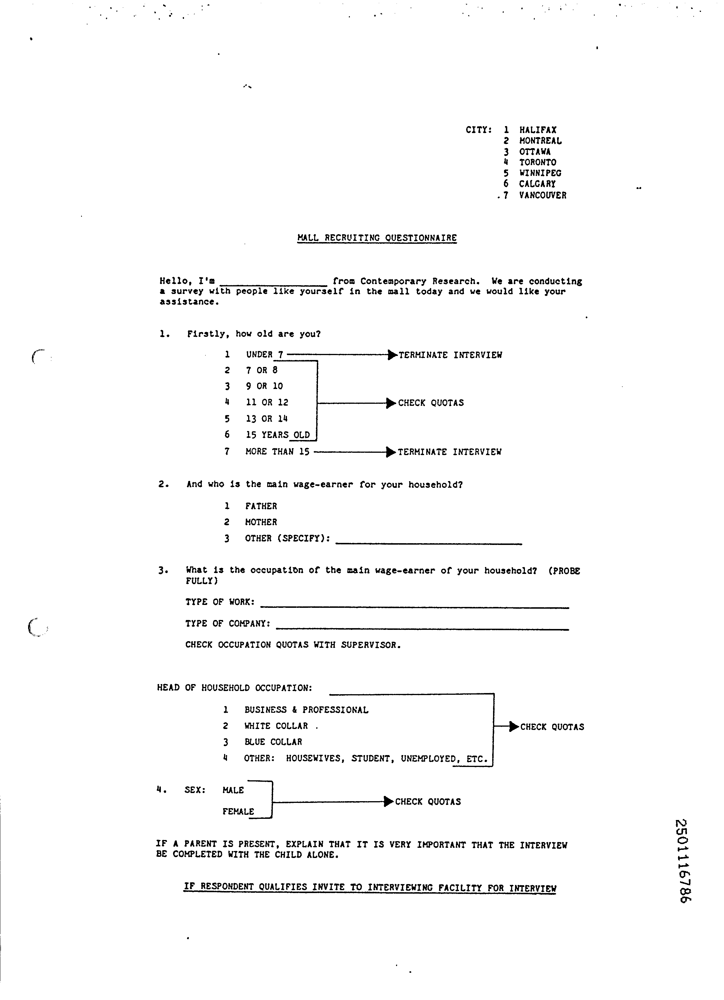 CITY: 1 HALIFAX
2 MONTREAL
3 OTTAWA
4 TORONTO
5 WINNIPEG
6 CALGARY
7 VANCOUVER
MALL RECRUITING QUESTIONNAIRE
Hello, I'm ________________ from Contemporary Research. We are conducting
a survey with people like yourself in the mall today and we would like your
assistance.
1. Firstly, how old are you?
1 UNDER 7 TERMINATE INTERVIEW
2 7 OR 8
3 9 OR 10
4 11 OR 12 CHECK QUOTAS
5 13 OR 14
6 15 YEARS OLD
7 MORE THAN 15 TERMINATE INTERVIEW
2. And who is the main wage-earner for your household?
1 FATHER
2 MOTHER
3 OTHER (SPECIFY): ____________________________
3. What is the occupation of the main wage-earner of your household? (PROBE
FULLY)
TYPE OF WORK: ____________________________
TYPE OF COMPANY: ____________________________
CHECK OCCUPATION QUOTAS WITH SUPERVISOR.
HEAD OF HOUSEHOLD OCCUPATION:
1 BUSINESS & PROFESSIONAL
2 WHITE COLLAR . CHECK QUOTAS
3 BLUE COLLAR
4 OTHER: HOUSEWIVES, STUDENT, UNEMPLOYED, ETC.
4. SEX: MALE
CHECK QUOTAS
FEMALE
IF A PARENT IS PRESENT, EXPLAIN THAT IT IS VERY IMPORTANT THAT THE INTERVIEW
BE COMPLETED WITH THE CHILD ALONE.
IF RESPONDENT QUALIFIES INVITE TO INTERVIEWING FACILITY FOR INTERVIEW
2501116786